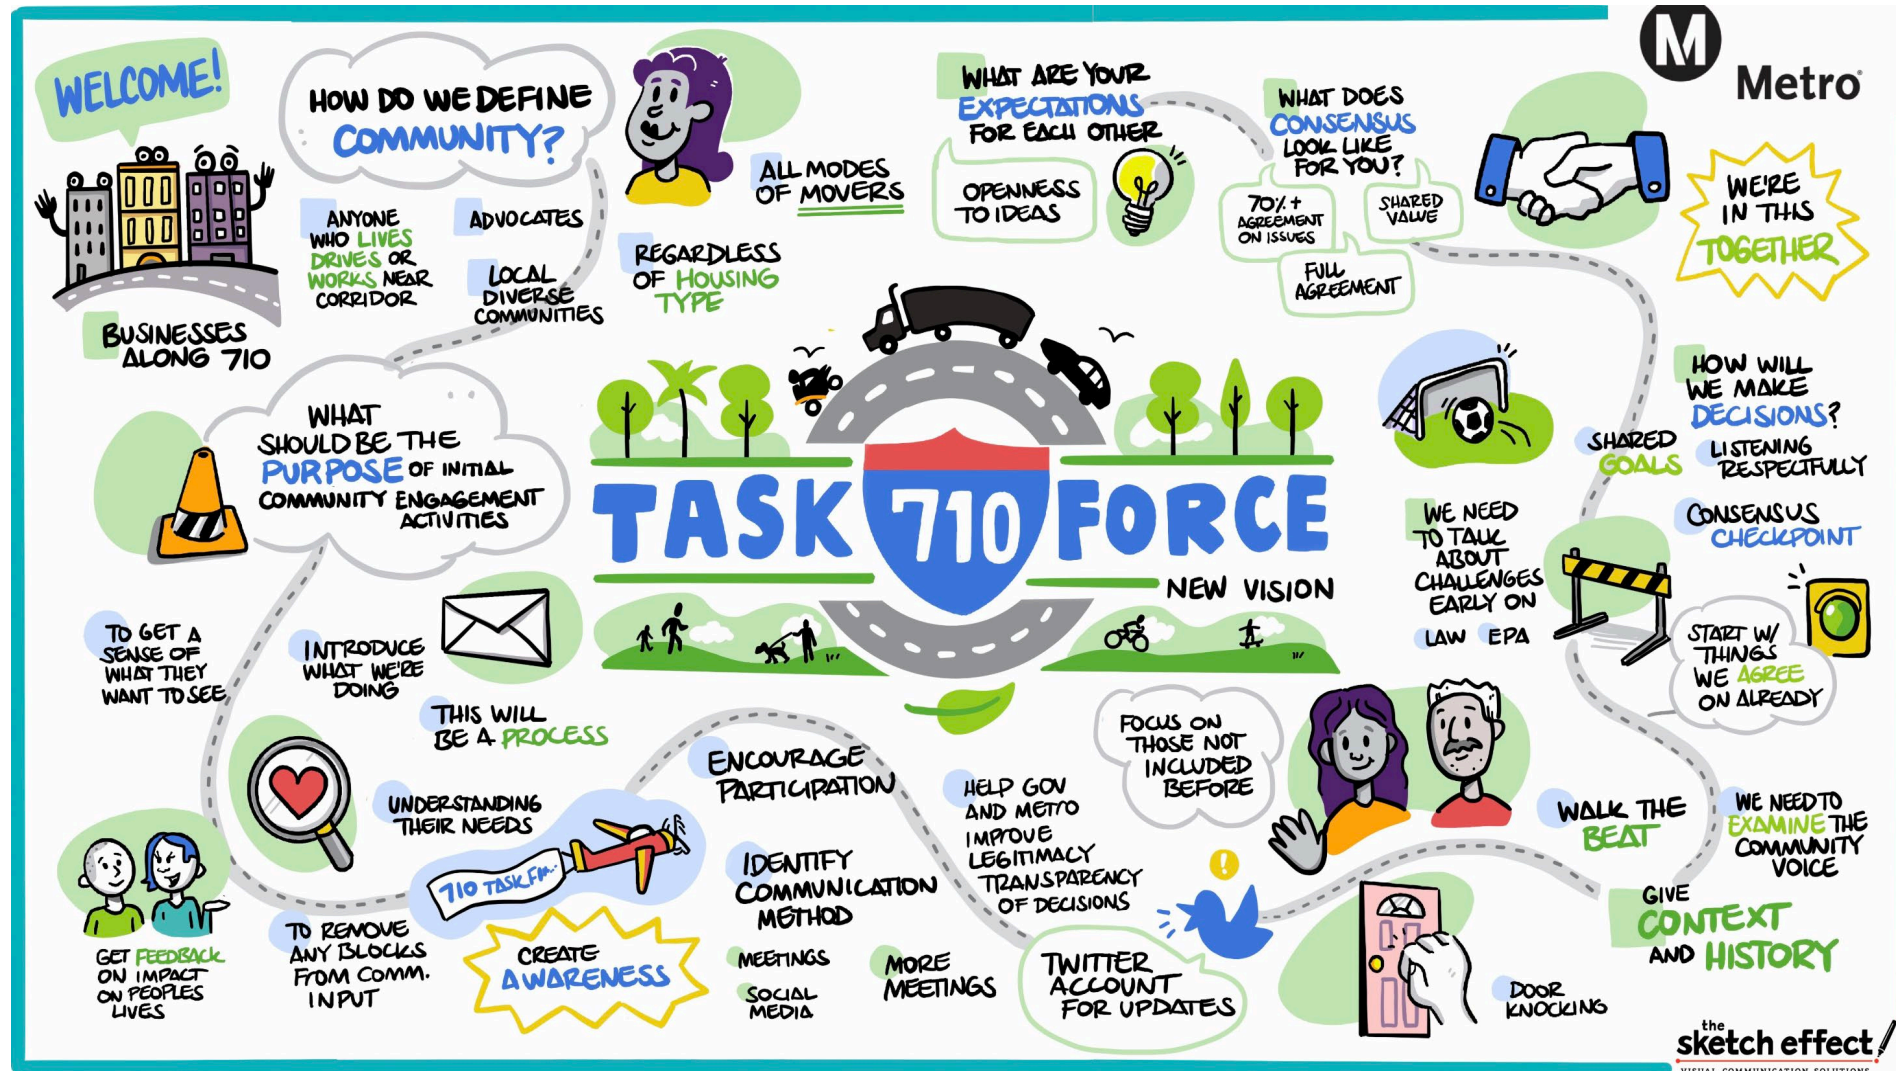 WELCOME!
BUSINESSES
ALONG 710
HOW DO WE DEFINE
COMMUNITY?
ANYONE
WHO LIVES
DRIVES OR
WORKS NEAR
CORRIDOR
ADVOCATES
LOCAL
DIVERSE
COMMUNITIES
ALL MODES
OF MOVERS
REGARDLESS
OF HOUSING
TYPE
WHAT ARE YOUR
EXPECTATIONS
FOR EACH OTHER
OPENNESS
TO IDEAS
WHAT DOES
CONSENSUS
LOOK LIKE
FOR YOU?
70% +
AGREEMENT
ON ISSUES
SHARED
VALUE
FULL
AGREEMENT
M
Metro
WE'RE
IN THIS
TOGETHER
WHAT
SHOULD BE THE
PURPOSE OF INITIAL
COMMUNITY ENGAGEMENT
ACTIVITIES
TASK 710 FORCE
NEW VISION
HOW WILL
WE MAKE
DECISIONS?
SHARED
GOALS
LISTENING
RESPECTFULLY
CONSENSUS
CHECKPOINT
WE NEED
TO TALK
ABOUT
CHALLENGES
EARLY ON
LAW EPA
START W/
THINGS
WE AGREE
ON ALREADY
TO GET A
SENSE OF
WHAT THEY
WANT TO SEE
INTRODUCE
WHAT WE'RE
DOING
THIS WILL
BE A PROCESS
UNDERSTANDING
THEIR NEEDS
710 TASK F
GET FEEDBACK
ON IMPACT
ON PEOPLES
LIVES
TO REMOVE
ANY BLOCKS
FROM COMM.
INPUT
CREATE
AWARENESS
ENCOURAGE
PARTICIPATION
IDENTIFY
COMMUNICATION
METHOD
MEETINGS
SOCIAL
MEDIA
MORE
MEETINGS
HELP GOV
AND METRO
IMPROVE
LEGITIMACY
TRANSPARENCY
OF DECISIONS
TWITTER
ACCOUNT
FOR UPDATES
!
FOCUS ON
THOSE NOT
INCLUDED
BEFORE
WALK THE
BEAT
WE NEED TO
EXAMINE THE
COMMUNITY
VOICE
GIVE
CONTEXT
AND HISTORY
DOOR
KNOCKING
the
sketch effect
VISUAL COMMUNICATION SOLUTIONS